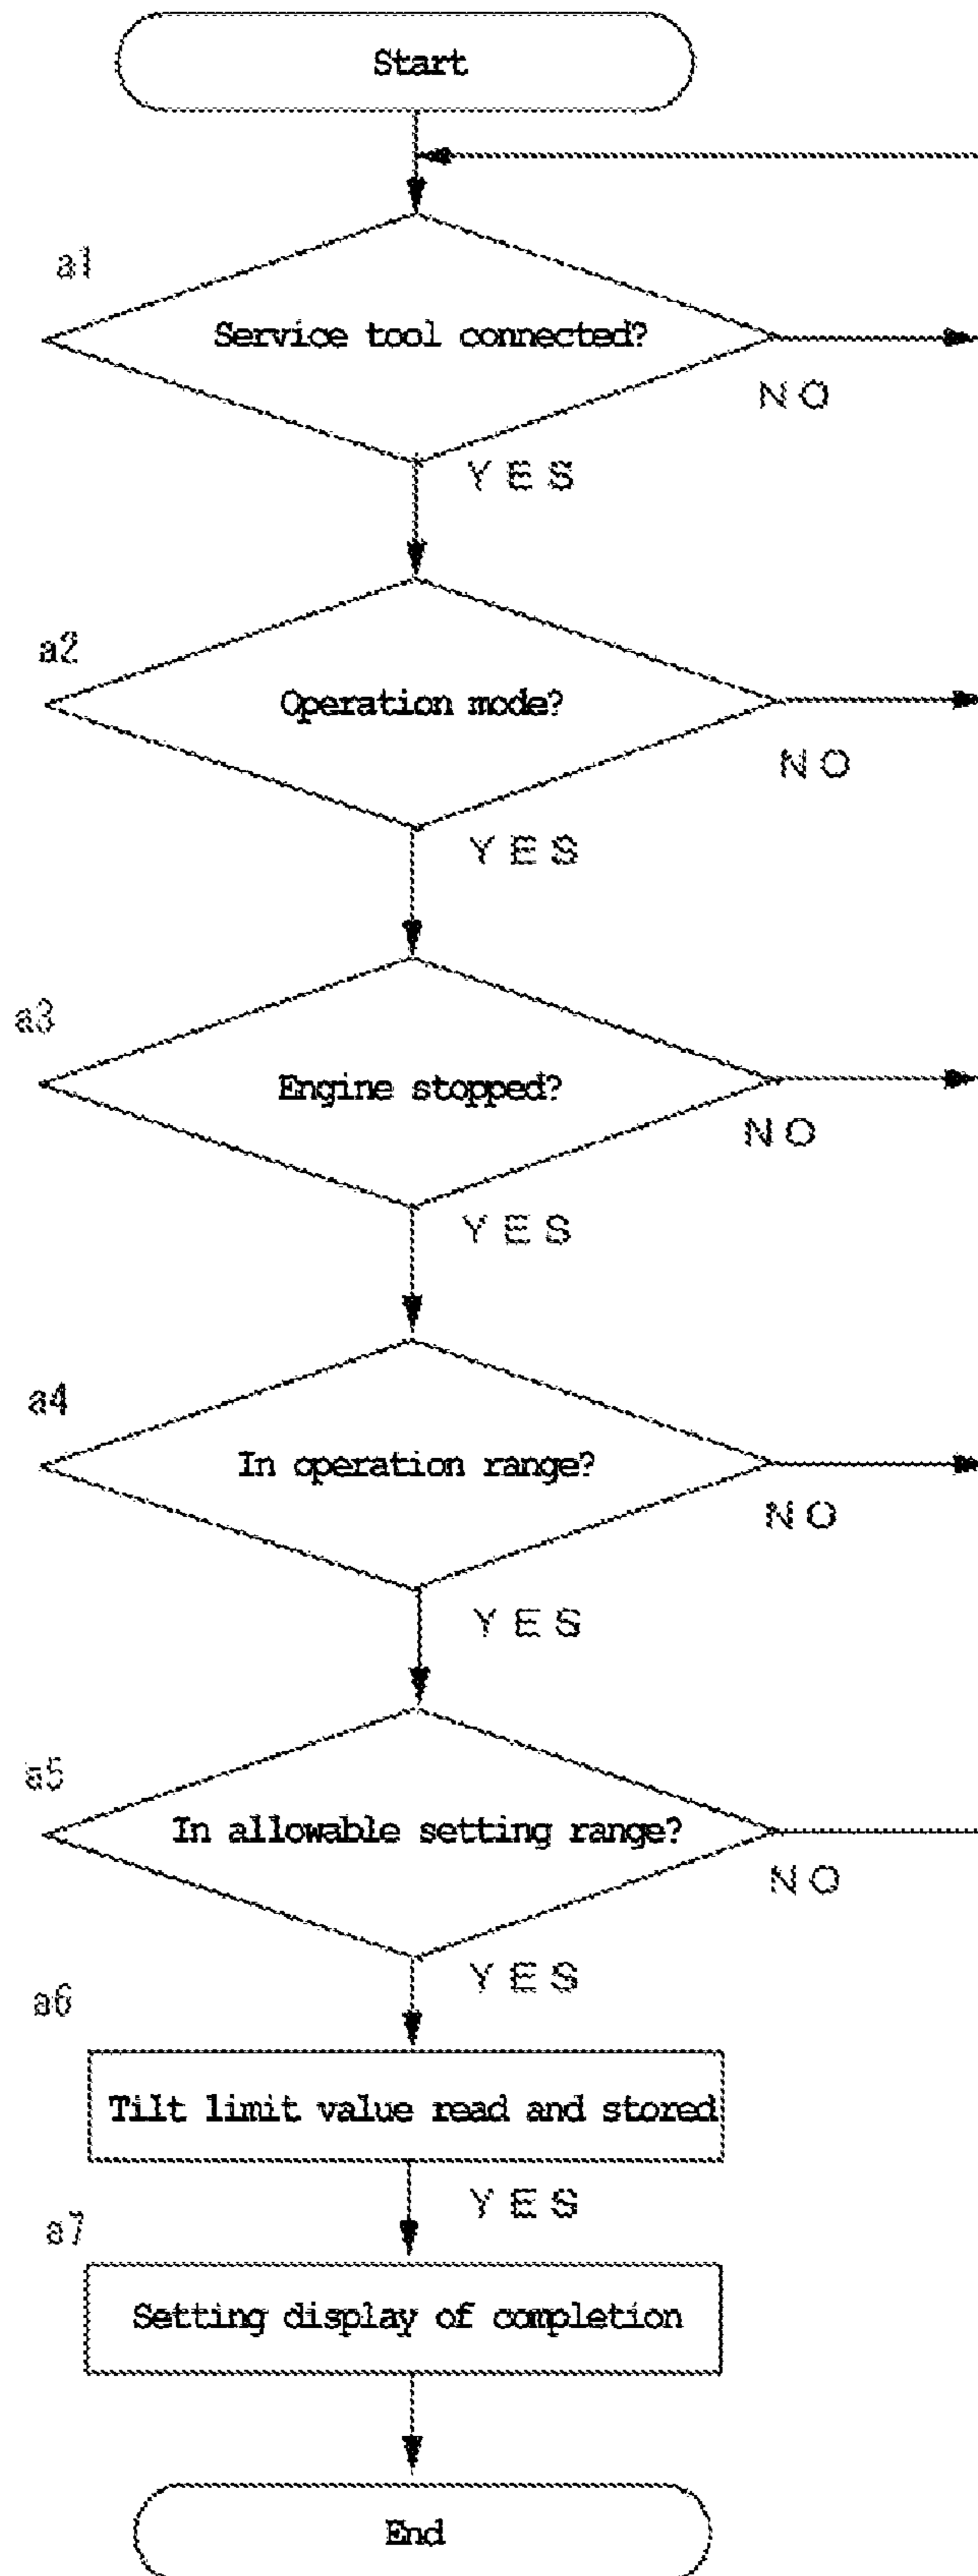 Start
a1
Service tool connected?
NO
YES
a2
Operation mode?
NO
YES
a3
Engine stopped?
NO
YES
a4
In operation range?
NO
YES
a5
In allowable setting range?
NO
YES
a6
Tilt limit value read and stored
YES
a7
Setting display of completion
End